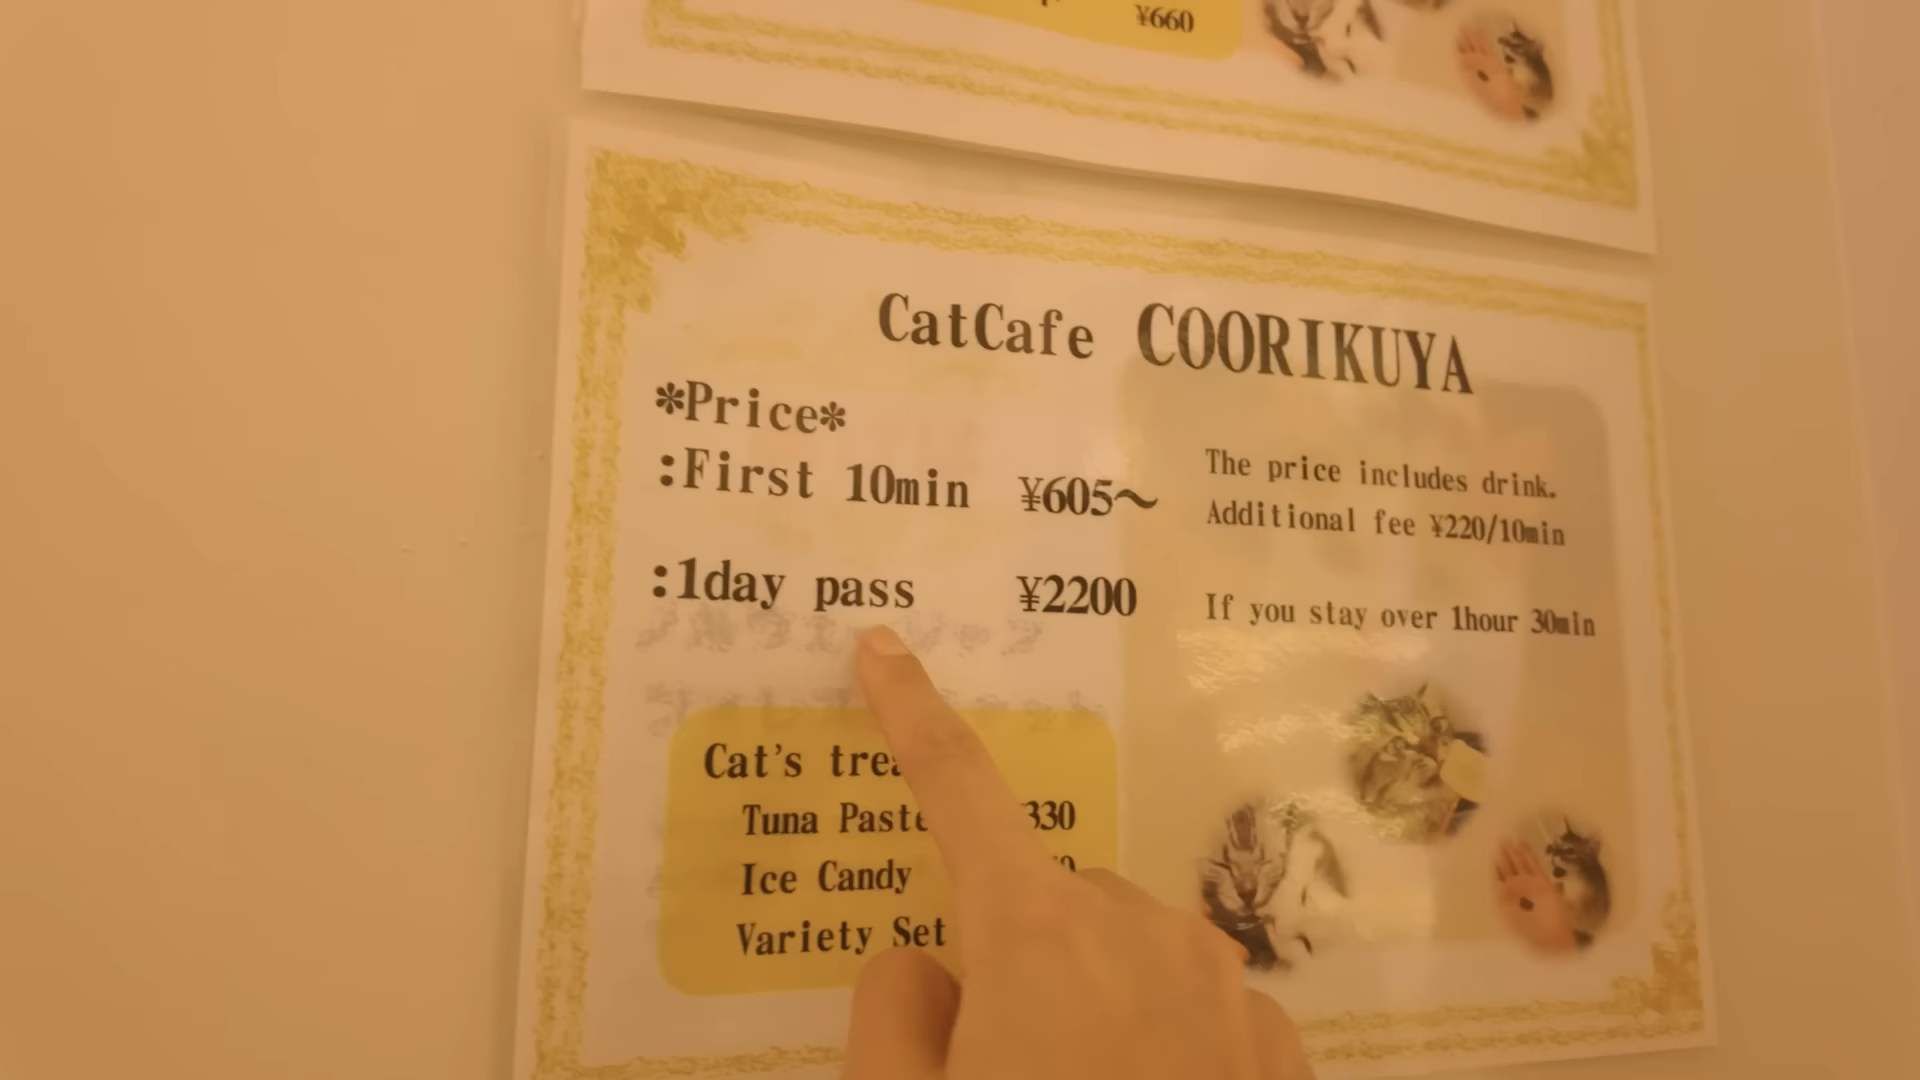 ¥660
CatCafe COORIKUYA
*Price*
:First 10min ¥605～
The price includes drink.
Additional fee ¥220/10min
:1day pass ¥2200
If you stay over 1hour 30min
Cat's
Tuna Paste 330
Ice Candy
Variety Set